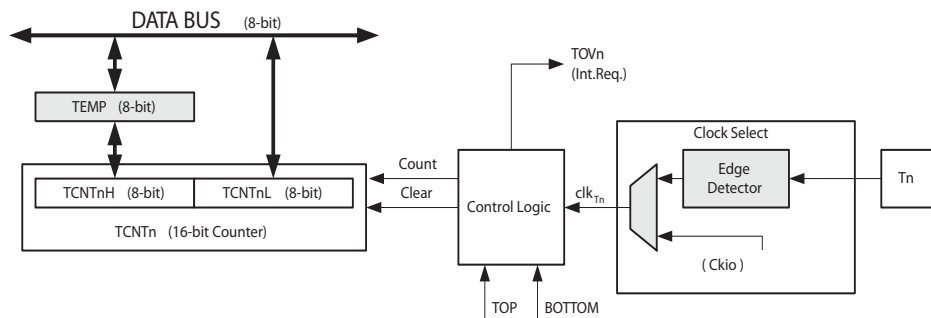 DATA BUS (8-bit)
TEMP (8-bit)
TCNTnH (8-bit)
TCNTnL (8-bit)
TCNTn (16-bit Counter)
Count
Clear
Control Logic
TOVn
(Int.Req.)
TOP
BOTTOM
clkTn
Clock Select
Edge
Detector
( Ckio )
Tn